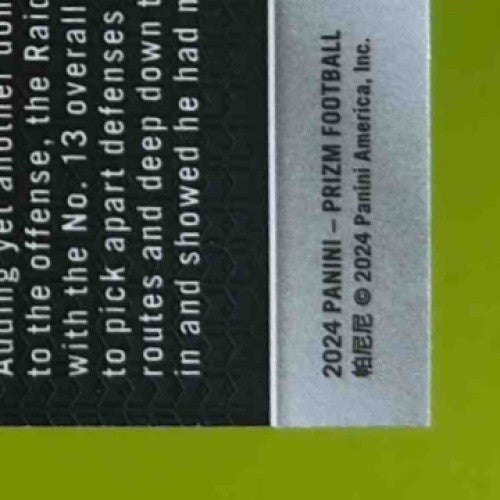 Adding yet another
to the offense, the
with the No. 13 overall
to pick apart defenses
routes and deep down
in and showed he had
2024 PANINI – PRIZM FOOTBALL
帕尼尼 © 2024 Panini America, Inc.